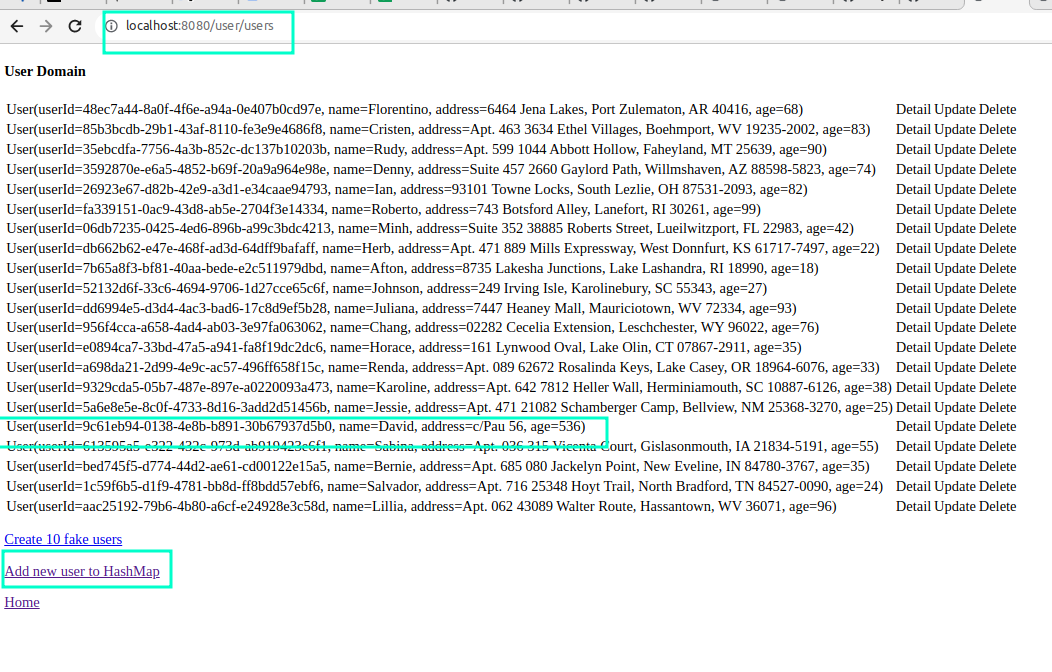 localhost:8080/user/users
User Domain
User(userId=48ec7a44-8a0f-4f6e-a94a-0e407b0cd97e, name=Florentino, address=6464 Jena Lakes, Port Zulematon, AR 40416, age=68) Detail Update Delete
User(userId=85b3bcdb-29b1-43af-8110-fe3e9e4686f8, name=Cristen, address=Apt. 463 3634 Ethel Villages, Boehmport, WV 19235-2002, age=83) Detail Update Delete
User(userId=35ebcdfa-7756-4a3b-852c-dc137b10203b, name=Rudy, address=Apt. 599 1044 Abbott Hollow, Faheyland, MT 25639, age=90) Detail Update Delete
User(userId=3592870e-e6a5-4852-b69f-20a9a964e98e, name=Denny, address=Suite 457 2660 Gaylord Path, Willmshaven, AZ 88598-5823, age=74) Detail Update Delete
User(userId=26923e67-d82b-42e9-a3d1-e34caae94793, name=Ian, address=93101 Towne Locks, South Lezlie, OH 87531-2093, age=82) Detail Update Delete
User(userId=fa339151-0ac9-43d8-ab5e-2704f3e14334, name=Roberto, address=743 Botsford Alley, Lanefort, RI 30261, age=99) Detail Update Delete
User(userId=06db7235-0425-4ed6-896b-a99c3bdc4213, name=Minh, address=Suite 352 38885 Roberts Street, Lueilwitzport, FL 22983, age=42) Detail Update Delete
User(userId=db662b62-e47e-468f-ad3d-64dff9bafaff, name=Herb, address=Apt. 471 889 Mills Expressway, West Donnfurt, KS 61717-7497, age=22) Detail Update Delete
User(userId=7b65a8f3-bf81-40aa-bede-e2c511979dbd, name=Afton, address=8735 Lakesha Junctions, Lake Lashandra, RI 18990, age=18) Detail Update Delete
User(userId=52132d6f-33c6-4694-9706-1d27cce65c6f, name=Johnson, address=249 Irving Isle, Karolinebury, SC 55343, age=27) Detail Update Delete
User(userId=dd6994e5-d3d4-4ac3-bad6-17c8d9ef5b28, name=Juliana, address=7447 Heaney Mall, Mauriciotown, WV 72334, age=93) Detail Update Delete
User(userId=956f4cca-a658-4ad4-ab03-3e97fa063062, name=Chang, address=02282 Cecelia Extension, Leschester, WY 96022, age=76) Detail Update Delete
User(userId=e0894ca7-33bd-47a5-a941-fa8f19dc2dc6, name=Horace, address=161 Lynwood Oval, Lake Olin, CT 07867-2911, age=35) Detail Update Delete
User(userId=a698da21-2d99-4e9c-ac57-496ff658f15c, name=Renda, address=Apt. 089 62672 Rosalinda Keys, Lake Casey, OR 18964-6076, age=33) Detail Update Delete
User(userId=9329cda5-05b7-487e-897e-a0220093a473, name=Karoline, address=Apt. 642 7812 Heller Wall, Herminiamouth, SC 10887-6126, age=38) Detail Update Delete
User(userId=5a6e8e5e-8c0f-4733-8d16-3add2d51456b, name=Jessie, address=Apt. 471 21082 Schamberger Camp, Bellview, NM 25368-3270, age=25) Detail Update Delete
User(userId=9c61eb94-0138-4e8b-b891-30b67937d5b0, name=David, address=c/Pau 56, age=536) Detail Update Delete
User(userId=613595a5-e322-432c-973d-ab919423e6f1, name=Sabina, address=Apt. 036 315 Vicenta Court, Gislasonmouth, IA 21834-5191, age=55) Detail Update Delete
User(userId=bed745f5-d774-44d2-ae61-cd00122e15a5, name=Bernie, address=Apt. 685 080 Jackelyn Point, New Eveline, IN 84780-3767, age=35) Detail Update Delete
User(userId=1c59f6b5-d1f9-4781-bb8d-ff8bdd57ebf6, name=Salvador, address=Apt. 716 25348 Hoyt Trail, North Bradford, TN 84527-0090, age=24) Detail Update Delete
User(userId=aac25192-79b6-4b80-a6cf-e24928e3c58d, name=Lillia, address=Apt. 062 43089 Walter Route, Hassantown, WV 36071, age=96) Detail Update Delete
Create 10 fake users
Add new user to HashMap
Home